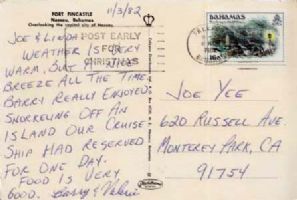 FORT FINCASTLE
Nassau, Bahamas
Overlooking the capital city of Nassau.
11/3/82
JOE & LINDA
WEATHER IS VERY
WARM, BUT A NICE
BREEZE ALL THE TIME.
BARRY REALLY ENJOYED
SNORKELING OFF AN
ISLAND OUR CRUISE
SHIP HAD RESERVED
FOR ONE DAY.
FOOD IS VERY
GOOD. Barry & Valerie
POST EARLY
FOR
CHRISTMAS
BAHAMAS
JOE YEE
620 RUSSELL AVE.
MONTEREY PARK, CA
91754